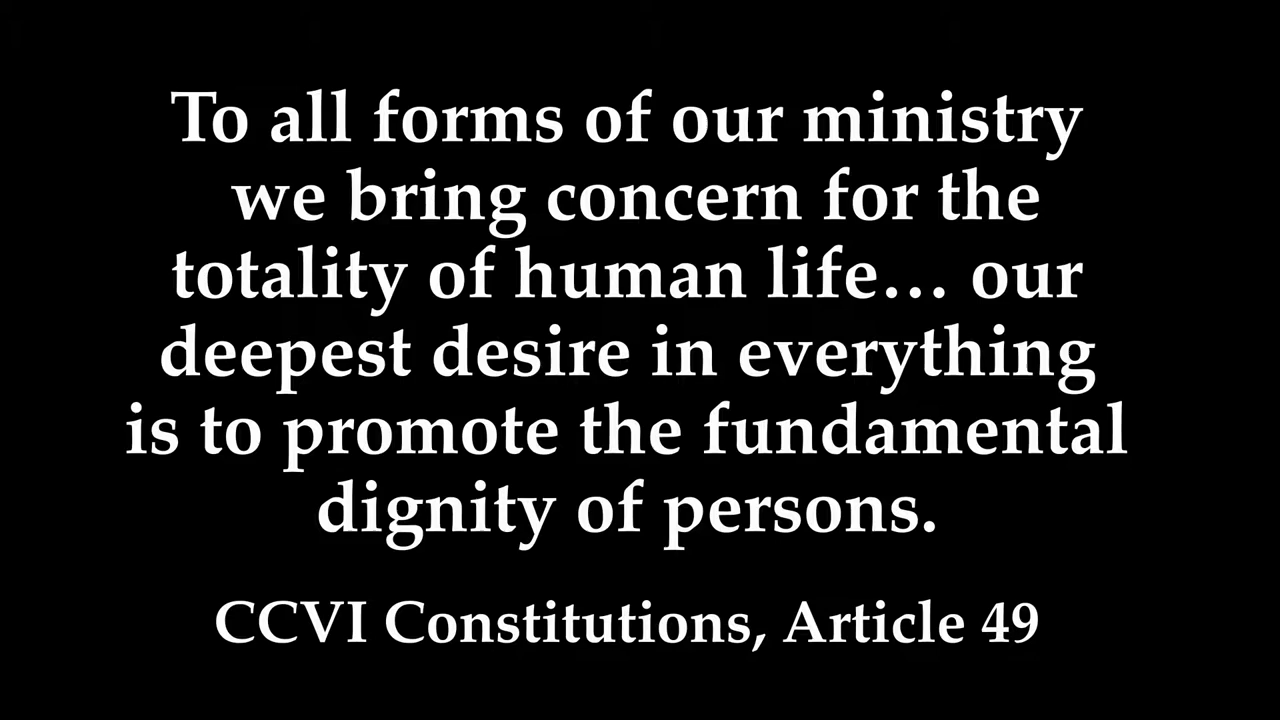 To all forms of our ministry
we bring concern for the
totality of human life… our
deepest desire in everything
is to promote the fundamental
dignity of persons.
CCVI Constitutions, Article 49